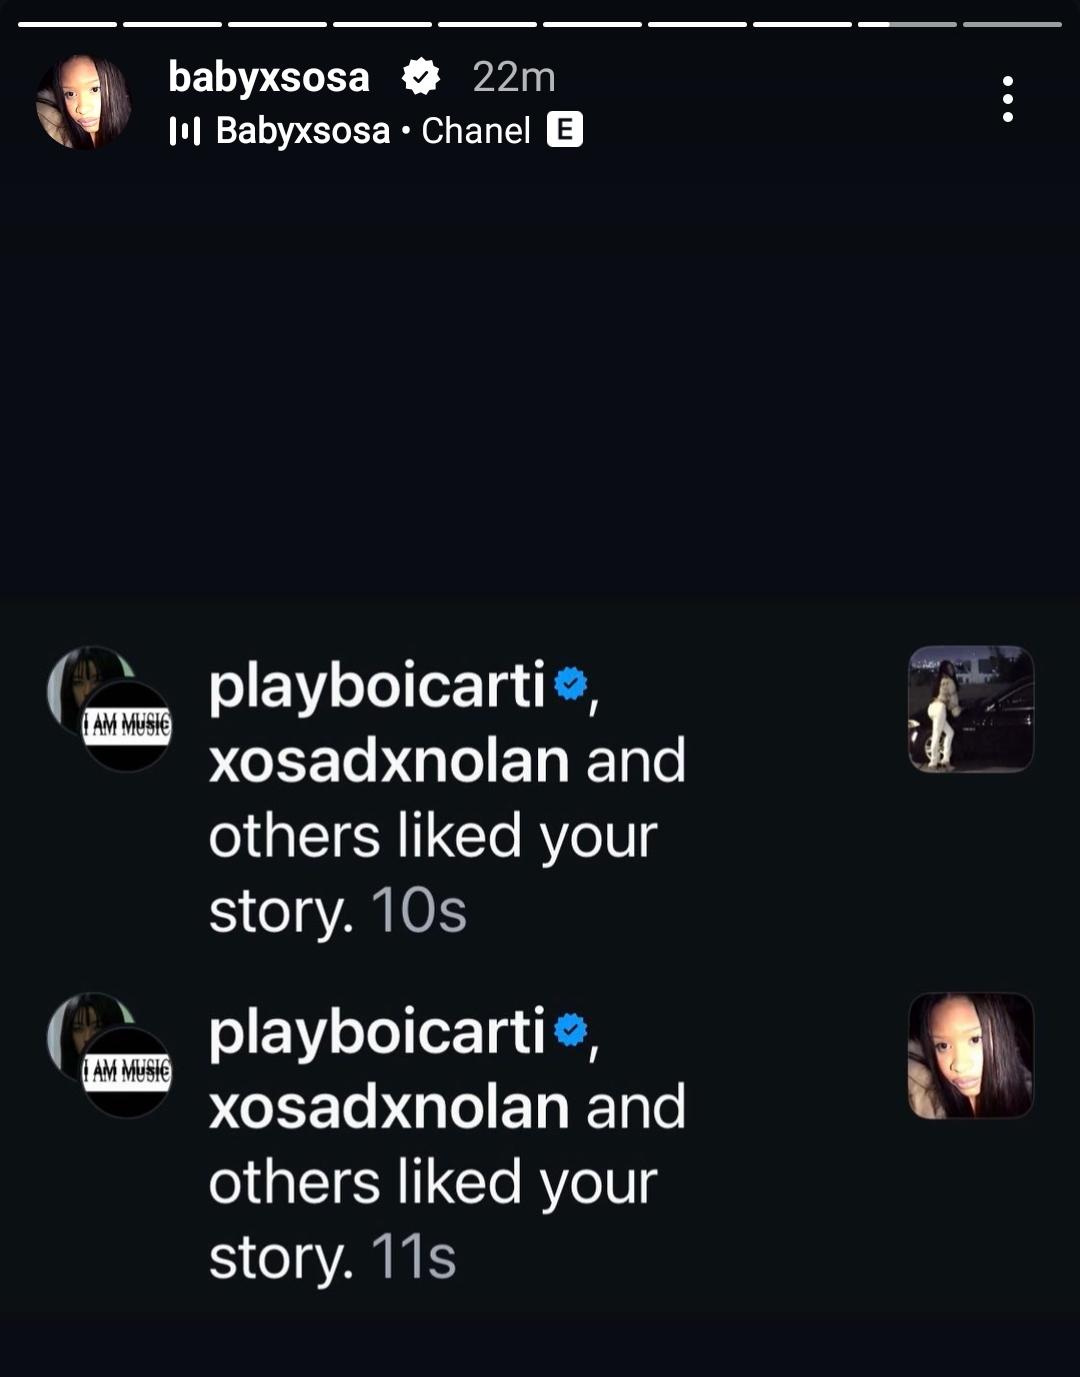 babyxsosa 22m
Babyxsosa • Chanel E
playboicarti,
I AM MUSIC
xosadxnolan and
others liked your
story. 10s
playboicarti,
I AM MUSIC
xosadxnolan and
others liked your
story. 11s